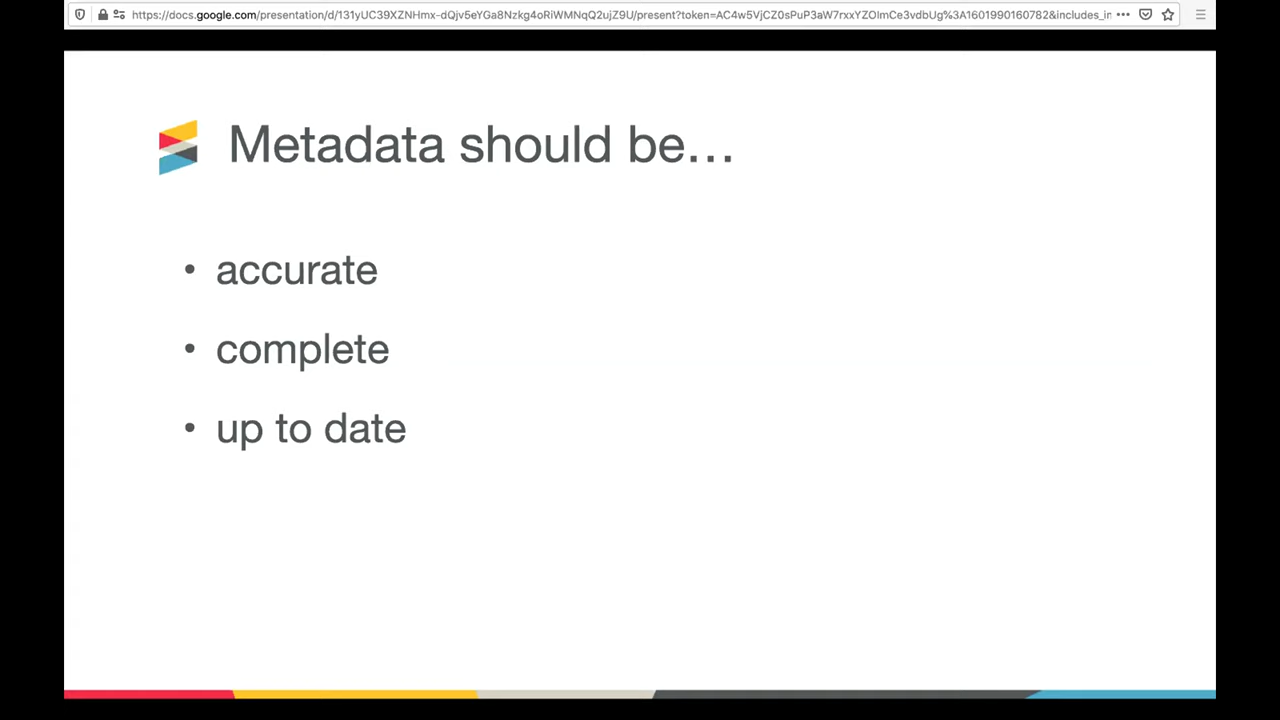 https://docs.google.com/presentation/d/131yUC39XZNHmx-dQjv5eYGa8Nzkg4oRiWMNqQ2ujZ9U/present?token=AC4w5VjCZ0sPuP3aW7rxxYZOlmCe3vdbUg%3A1601990160782&includes_in
Metadata should be…
• accurate
• complete
• up to date